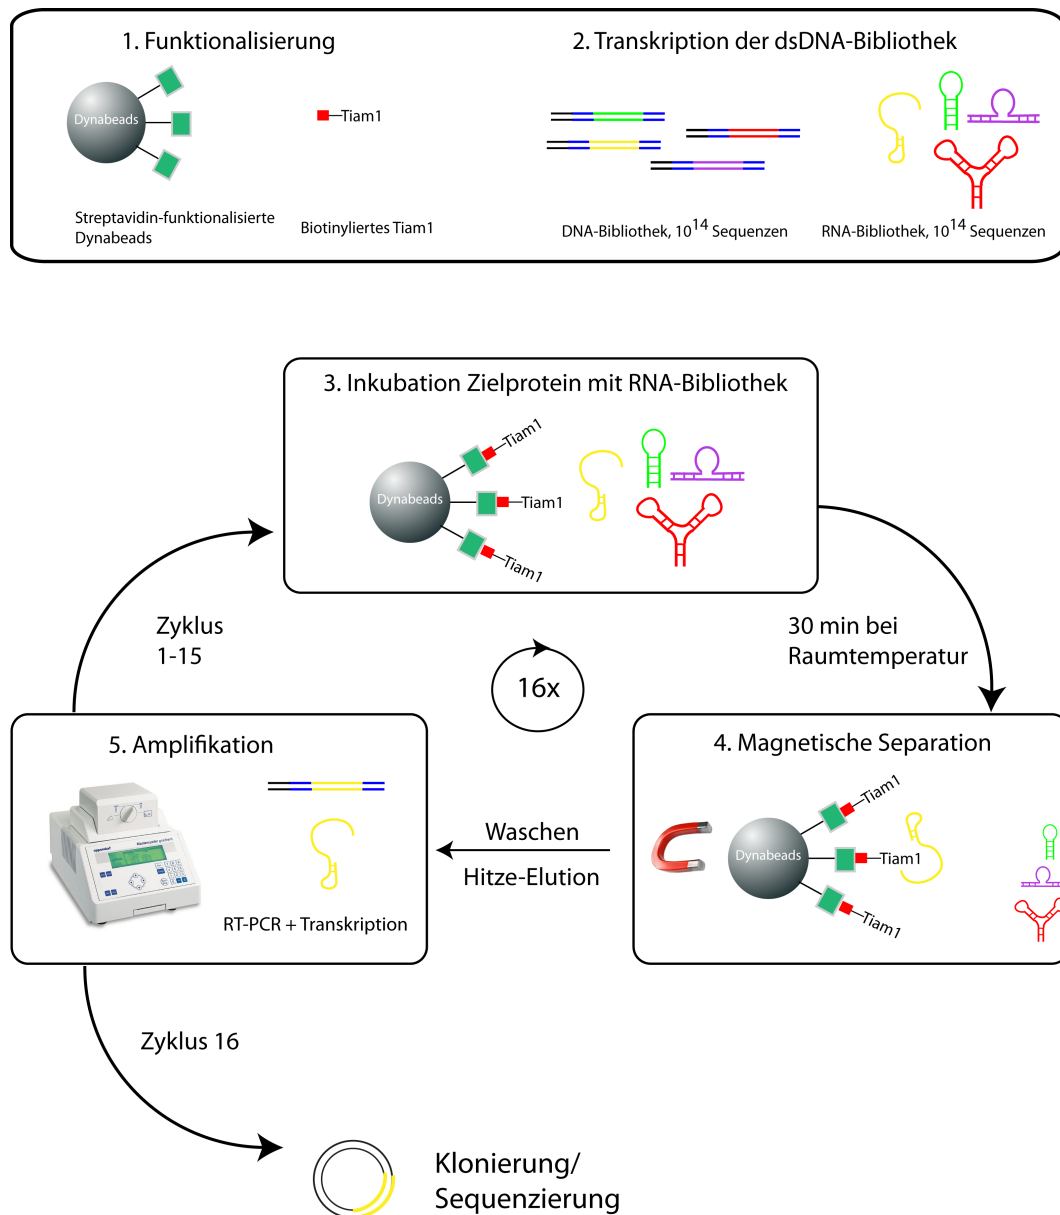 1. Funktionalisierung
Dynabeads
Tiam1
Streptavidin-funktionalisierte
Dynabeads
Biotinyliertes Tiam1
2. Transkription der dsDNA-Bibliothek
DNA-Bibliothek, 10^14 Sequenzen
RNA-Bibliothek, 10^14 Sequenzen
3. Inkubation Zielprotein mit RNA-Bibliothek
Dynabeads
Tiam1
Tiam1
Tiam1
30 min bei
Raumtemperatur
4. Magnetische Separation
Dynabeads
Tiam1
Tiam1
Tiam1
Waschen
Hitze-Elution
5. Amplifikation
eppendorf
RT-PCR + Transkription
Zyklus
1-15
16x
Zyklus 16
Klonierung/
Sequenzierung